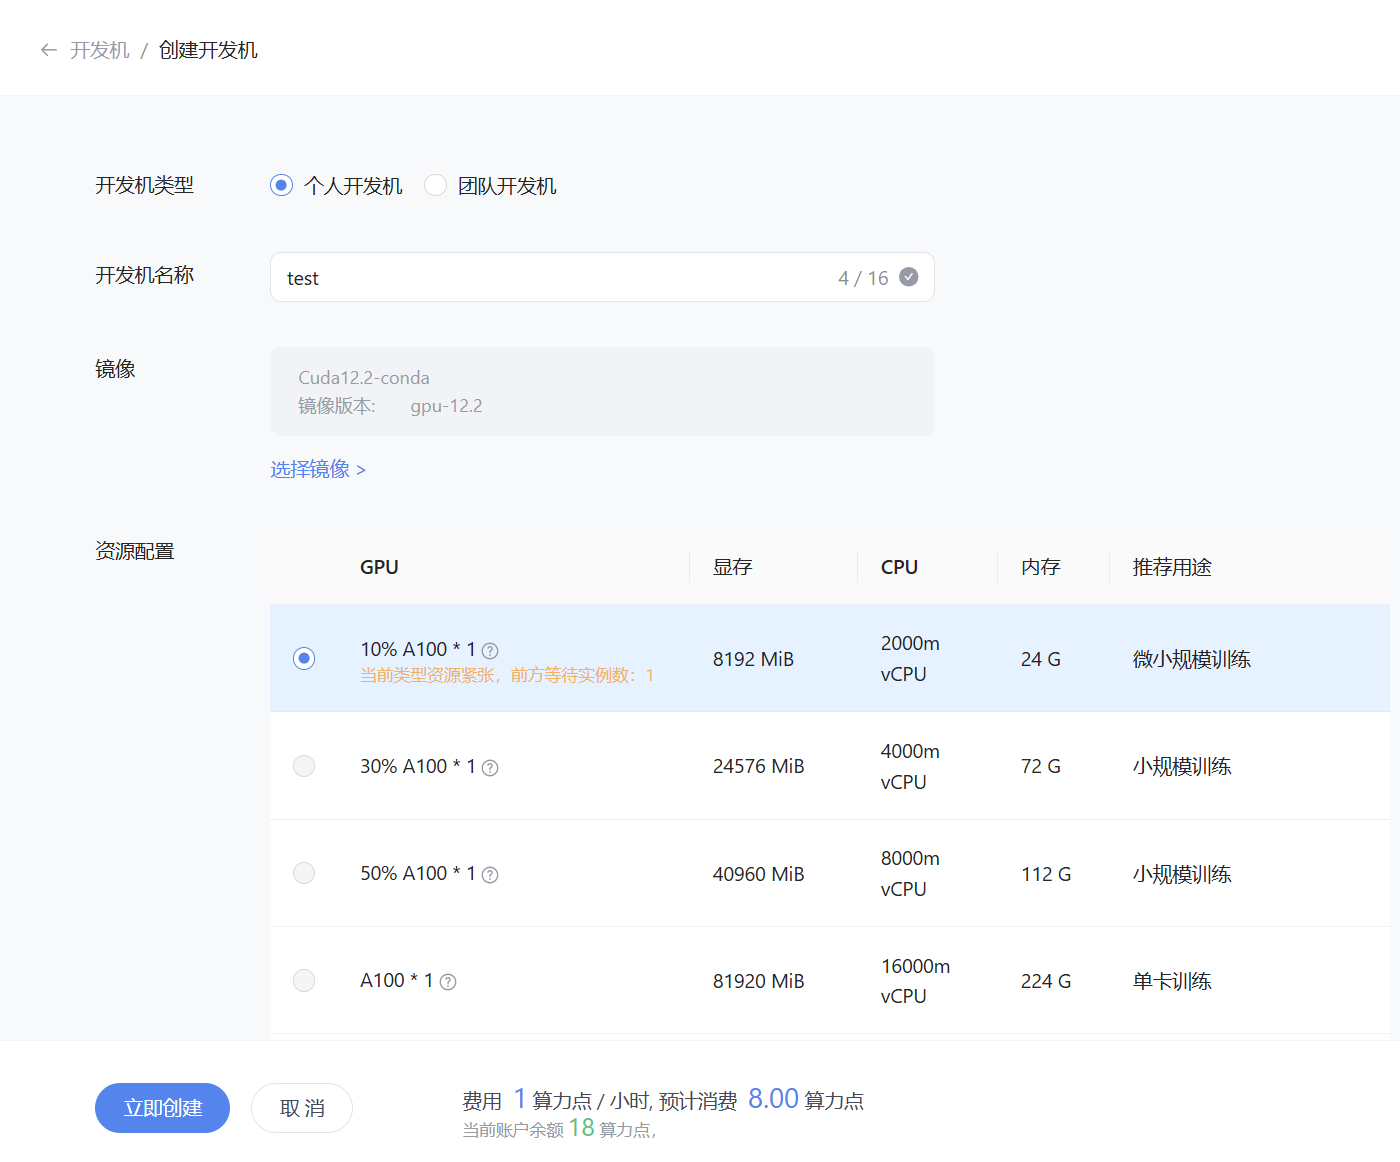 ← 开发机 / 创建开发机
开发机类型 个人开发机 团队开发机
开发机名称 test 4 / 16
镜像 Cuda12.2-conda
镜像版本: gpu-12.2
选择镜像 >
资源配置 GPU 显存 CPU 内存 推荐用途
10% A100 * 1 8192 MiB 2000m vCPU 24 G 微小规模训练
当前类型资源紧张，前方等待实例数：1
30% A100 * 1 24576 MiB 4000m vCPU 72 G 小规模训练
50% A100 * 1 40960 MiB 8000m vCPU 112 G 小规模训练
A100 * 1 81920 MiB 16000m vCPU 224 G 单卡训练
立即创建 取 消 费用 1 算力点 / 小时, 预计消费 8.00 算力点
当前账户余额 18 算力点，